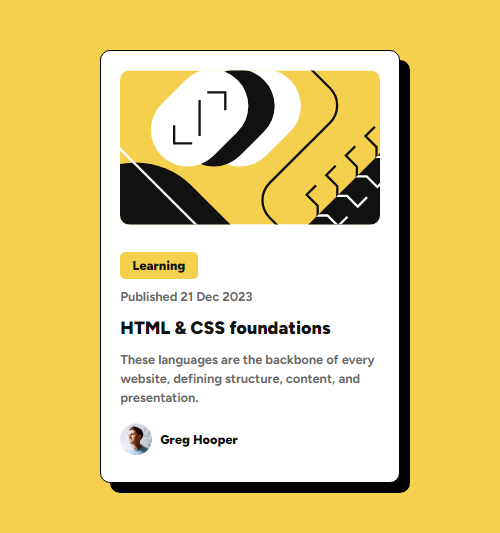 Learning
Published 21 Dec 2023
HTML & CSS foundations
These languages are the backbone of every
website, defining structure, content, and
presentation.
Greg Hooper